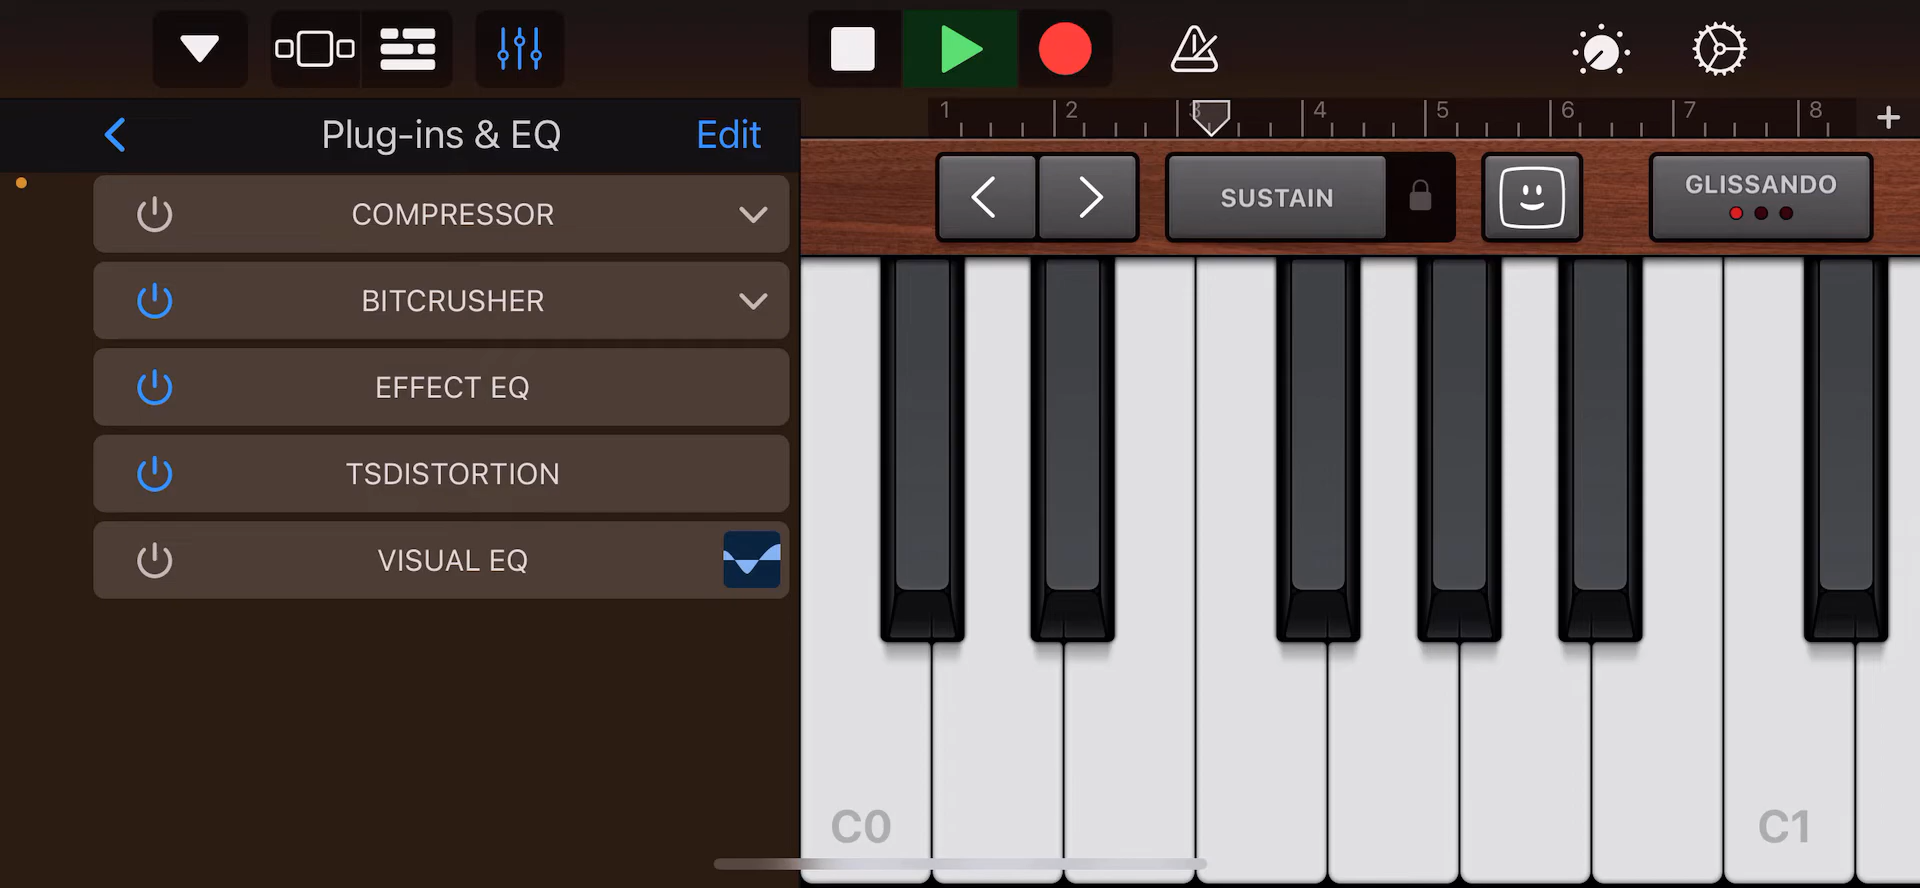 Plug-ins & EQ
Edit
COMPRESSOR
BITCRUSHER
EFFECT EQ
TSDISTORTION
VISUAL EQ
1 2 3 4 5 6 7 8 +
SUSTAIN
GLISSANDO
C0
C1